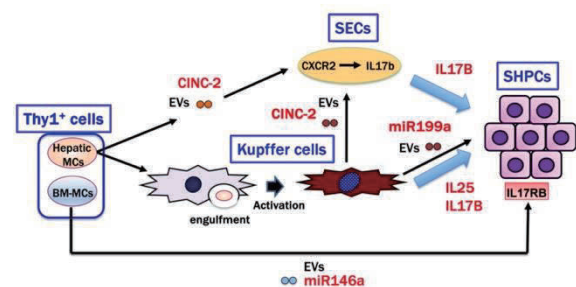 SECs
CXCR2 → IL17b
IL17B
CINC-2
EVs
Thy1+ cells
Hepatic
MCs
BM-MCs
CINC-2
EVs
Kupffer cells
miR199a
EVs
SHPCs
engulfment
Activation
IL25
IL17B
IL17RB
EVs
miR146a